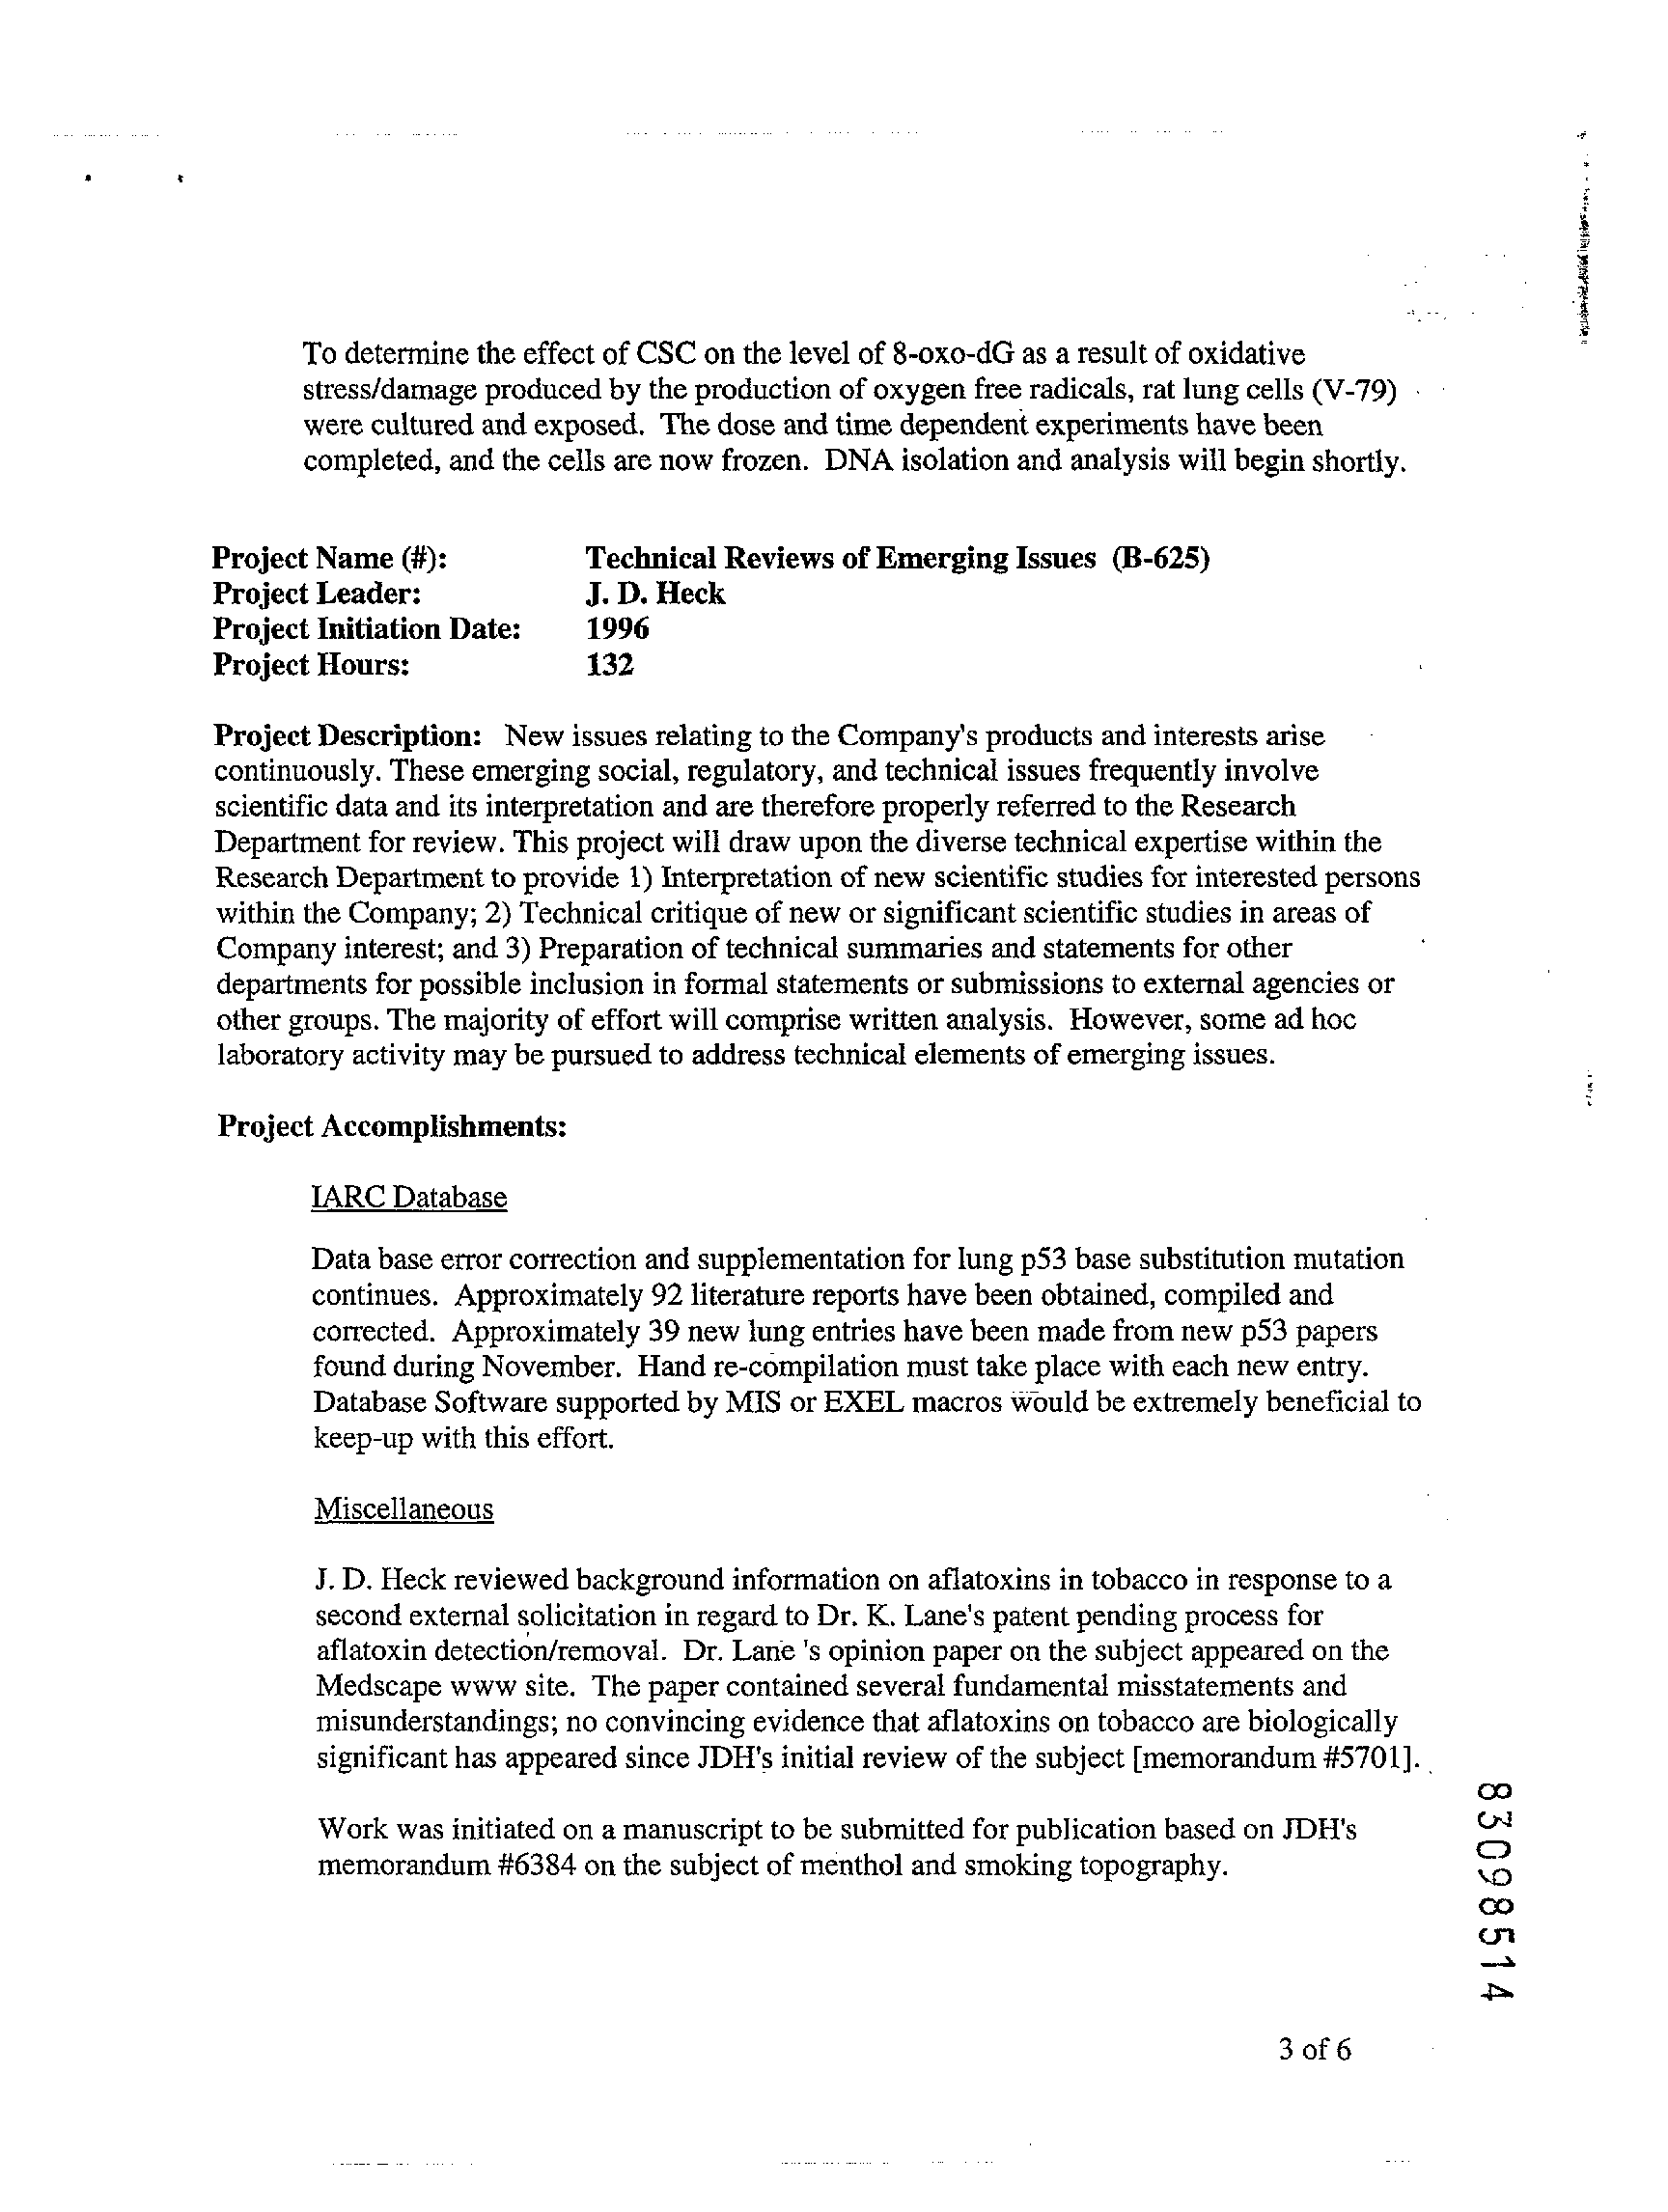 To determine the effect of CSC on the level of 8-oxo-dG as a result of oxidative
stress/damage produced by the production of oxygen free radicals, rat lung cells (V-79)
were cultured and exposed. The dose and time dependent experiments have been
completed, and the cells are now frozen. DNA isolation and analysis will begin shortly.
Project Name (#): Technical Reviews of Emerging Issues (B-625)
Project Leader: J. D. Heck
Project Initiation Date: 1996
Project Hours: 132
Project Description: New issues relating to the Company's products and interests arise
continuously. These emerging social, regulatory, and technical issues frequently involve
scientific data and its interpretation and are therefore properly referred to the Research
Department for review. This project will draw upon the diverse technical expertise within the
Research Department to provide 1) Interpretation of new scientific studies for interested persons
within the Company; 2) Technical critique of new or significant scientific studies in areas of
Company interest; and 3) Preparation of technical summaries and statements for other
departments for possible inclusion in formal statements or submissions to external agencies or
other groups. The majority of effort will comprise written analysis. However, some ad hoc
laboratory activity may be pursued to address technical elements of emerging issues.
Project Accomplishments:
IARC Database
Data base error correction and supplementation for lung p53 base substitution mutation
continues. Approximately 92 literature reports have been obtained, compiled and
corrected. Approximately 39 new lung entries have been made from new p53 papers
found during November. Hand re-compilation must take place with each new entry.
Database Software supported by MIS or EXEL macros would be extremely beneficial to
keep-up with this effort.
Miscellaneous
J. D. Heck reviewed background information on aflatoxins in tobacco in response to a
second external solicitation in regard to Dr. K. Lane's patent pending process for
aflatoxin detection/removal. Dr. Lane 's opinion paper on the subject appeared on the
Medscape www site. The paper contained several fundamental misstatements and
misunderstandings; no convincing evidence that aflatoxins on tobacco are biologically
significant has appeared since JDH's initial review of the subject [memorandum #5701].
Work was initiated on a manuscript to be submitted for publication based on JDH's
memorandum #6384 on the subject of menthol and smoking topography.
83098514
3 of 6